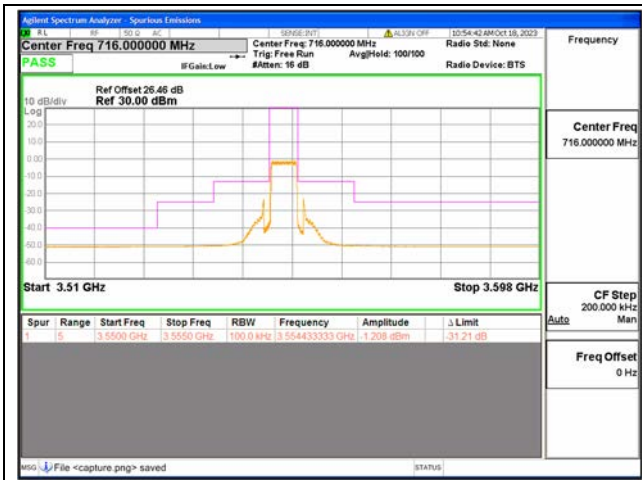 Agilent Spectrum Analyzer - Spurious Emissions
RL RF 50 Ω AC SENSE:INT ALIGN OFF 10:54:42 AM Oct 18, 2023
Center Freq 716.000000 MHz
Center Freq: 716.000000 MHz
Radio Std: None
Trig: Free Run Avg|Hold: 100/100
PASS
IFGain:Low #Atten: 16 dB
Radio Device: BTS
Ref Offset 26.46 dB
10 dB/div Ref 30.00 dBm
Log
20.0
10.0
0.00
-10.0
-20.0
-30.0
-40.0
-50.0
-60.0
Start 3.51 GHz Stop 3.598 GHz
Spur Range Start Freq Stop Freq RBW Frequency Amplitude Δ Limit
1 5 3.5500 GHz 3.5550 GHz 100.0 kHz 3.554433333 GHz -1.208 dBm -31.21 dB
MSG File <capture.png> saved STATUS
Frequency
Center Freq
716.000000 MHz
CF Step
200.000 kHz
Auto Man
Freq Offset
0 Hz